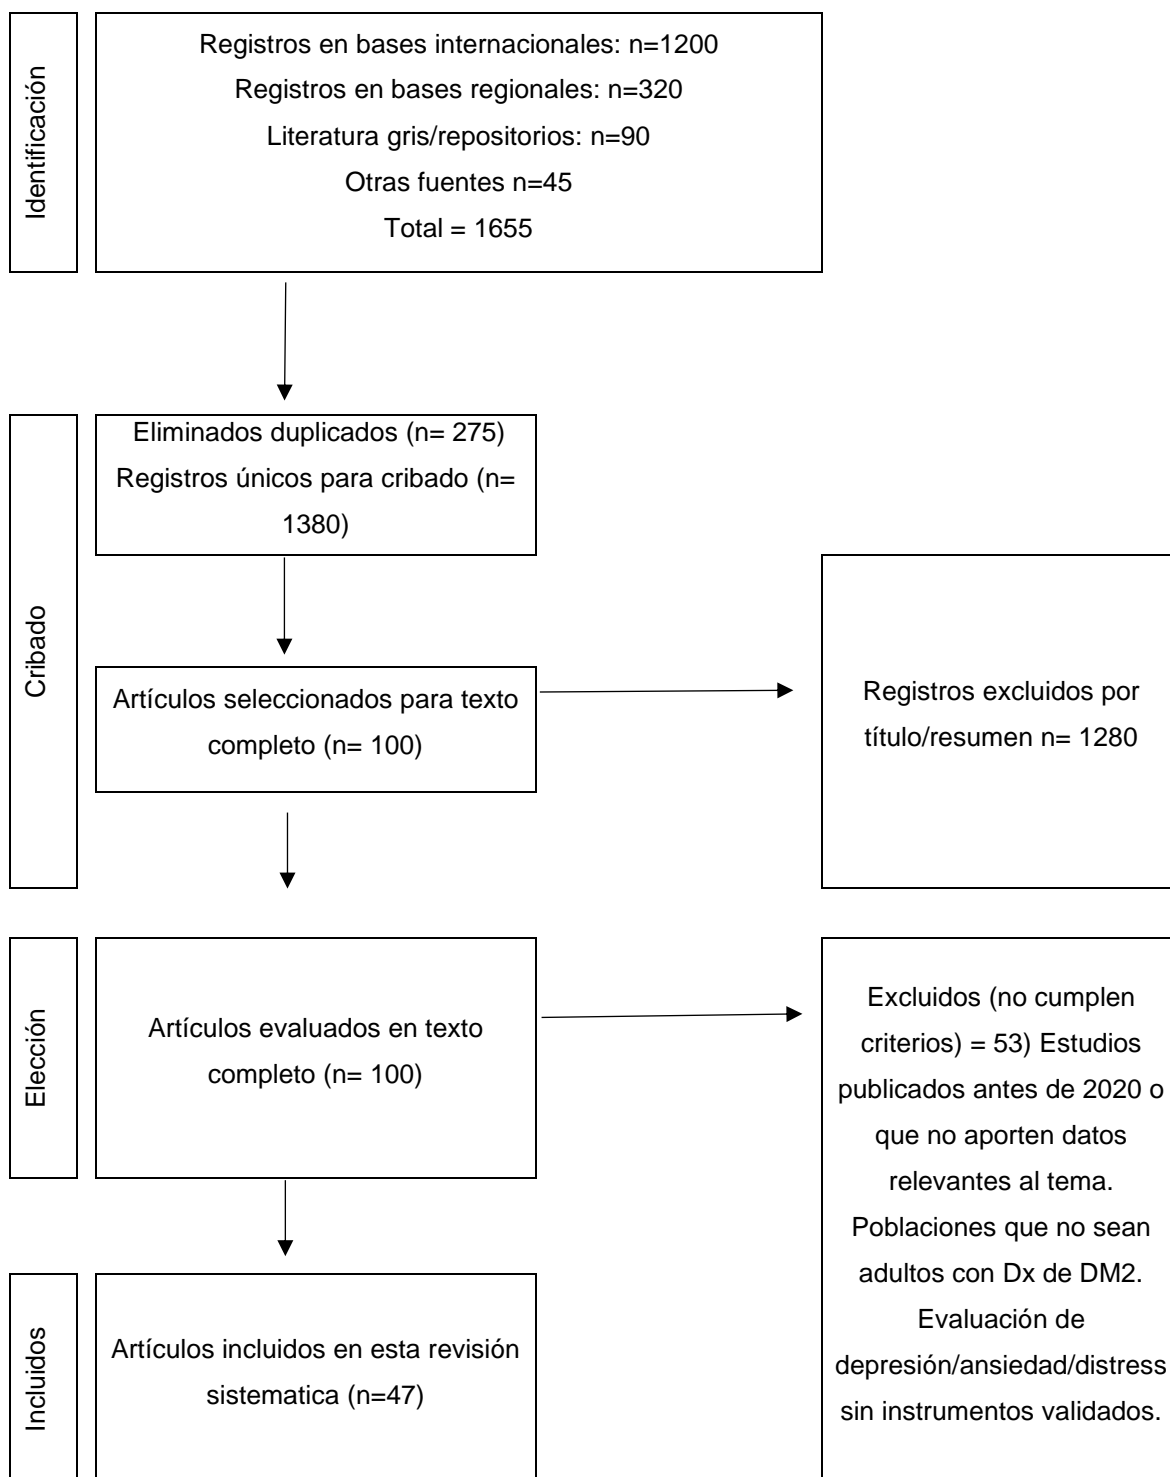 Identificación
Registros en bases internacionales: n=1200
Registros en bases regionales: n=320
Literatura gris/repositorios: n=90
Otras fuentes n=45
Total = 1655
Cribado
Eliminados duplicados (n= 275)
Registros únicos para cribado (n=
1380)
Artículos seleccionados para texto
completo (n= 100)
Registros excluidos por
título/resumen n= 1280
Elección
Artículos evaluados en texto
completo (n= 100)
Excluidos (no cumplen
criterios) = 53) Estudios
publicados antes de 2020 o
que no aporten datos
relevantes al tema.
Poblaciones que no sean
adultos con Dx de DM2.
Evaluación de
depresión/ansiedad/distress
sin instrumentos validados.
Incluidos
Artículos incluidos en esta revisión
sistematica (n=47)